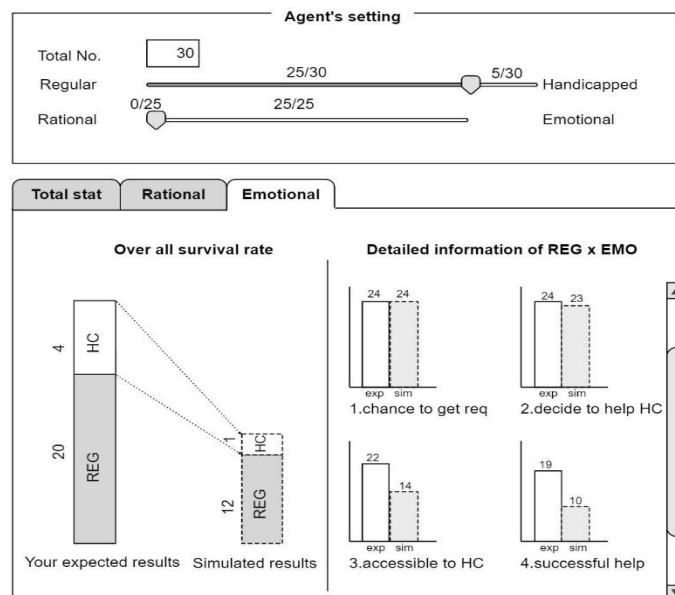 Agent's setting
Total No. 30
25/30 5/30
Regular Handicapped
0/25 25/25
Rational Emotional
Total stat Rational Emotional
Over all survival rate
4 HC
20 REG
1 HC
12 REG
Your expected results Simulated results
Detailed information of REG x EMO
24 24
exp sim
1.chance to get req
24 23
exp sim
2.decide to help HC
22 14
exp sim
3.accessible to HC
19 10
exp sim
4.successful help